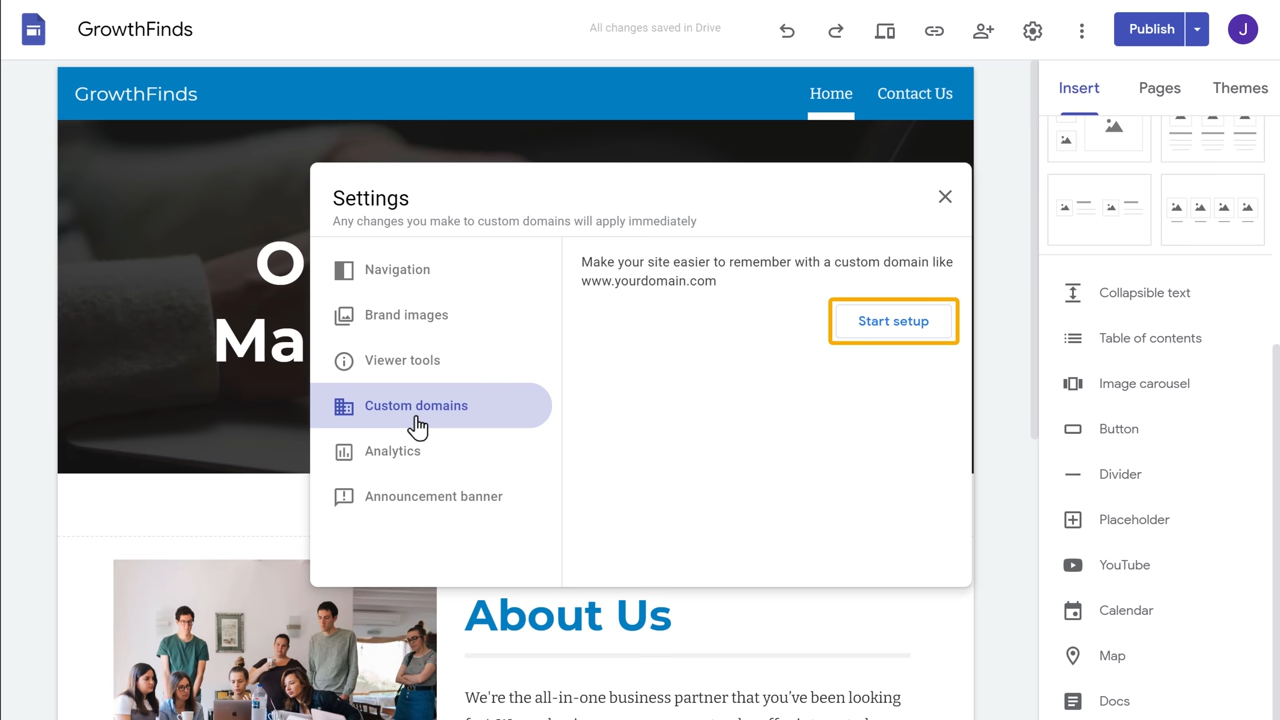 GrowthFinds
All changes saved in Drive
Publish
J
GrowthFinds
Home
Contact Us
Insert
Pages
Themes
O
Ma
Settings
Any changes you make to custom domains will apply immediately
Navigation
Brand images
Viewer tools
Custom domains
Analytics
Announcement banner
Make your site easier to remember with a custom domain like
www.yourdomain.com
Start setup
Collapsible text
Table of contents
Image carousel
Button
Divider
Placeholder
YouTube
Calendar
Map
Docs
About Us
We're the all-in-one business partner that you've been looking